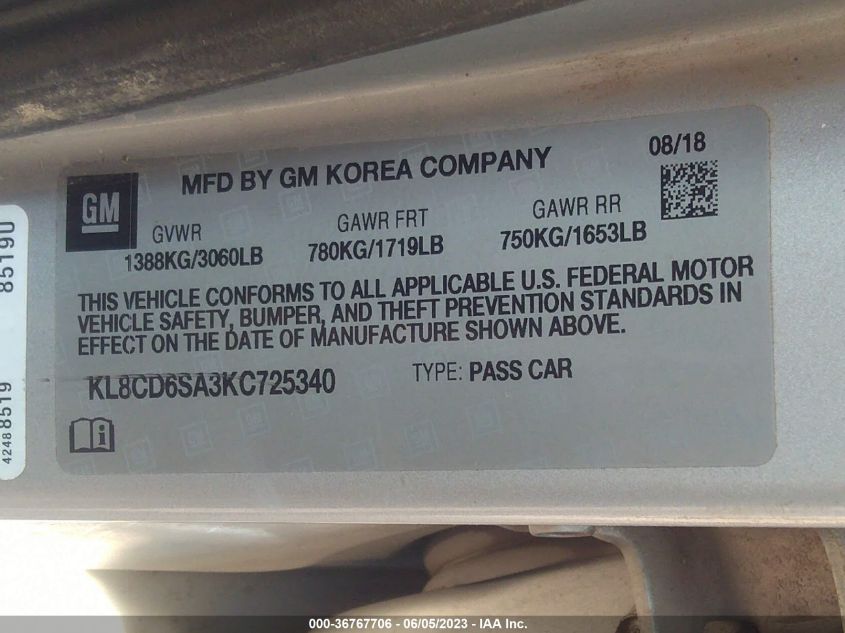 MFD BY GM KOREA COMPANY
08/18
GM
GVWR
1388KG/3060LB
GAWR FRT
780KG/1719LB
GAWR RR
750KG/1653LB
THIS VEHICLE CONFORMS TO ALL APPLICABLE U.S. FEDERAL MOTOR
VEHICLE SAFETY, BUMPER, AND THEFT PREVENTION STANDARDS IN
EFFECT ON THE DATE OF MANUFACTURE SHOWN ABOVE.
KL8CD6SA3KC725340
TYPE: PASS CAR
42488519
8519U
000-36767706 / 06/05/2023 - IAA Inc.